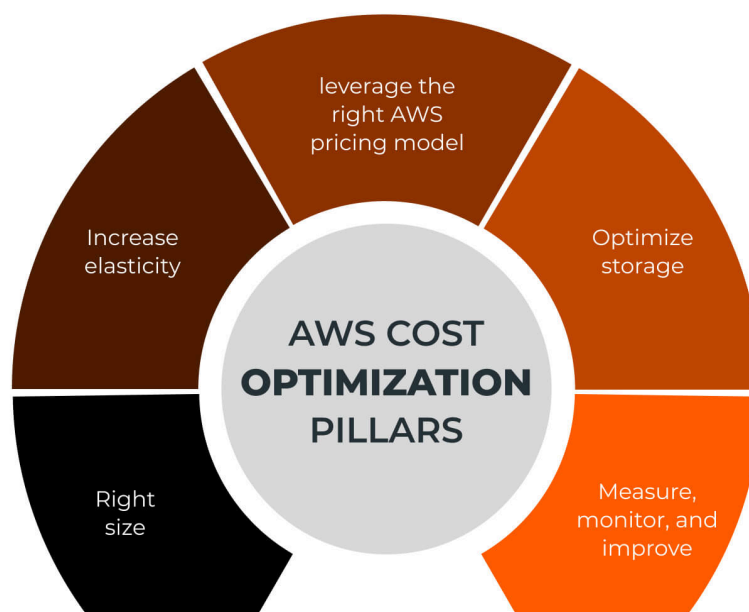 leverage the
right AWS
pricing model
Increase
elasticity
Optimize
storage
AWS COST
OPTIMIZATION
PILLARS
Right
size
Measure,
monitor, and
improve